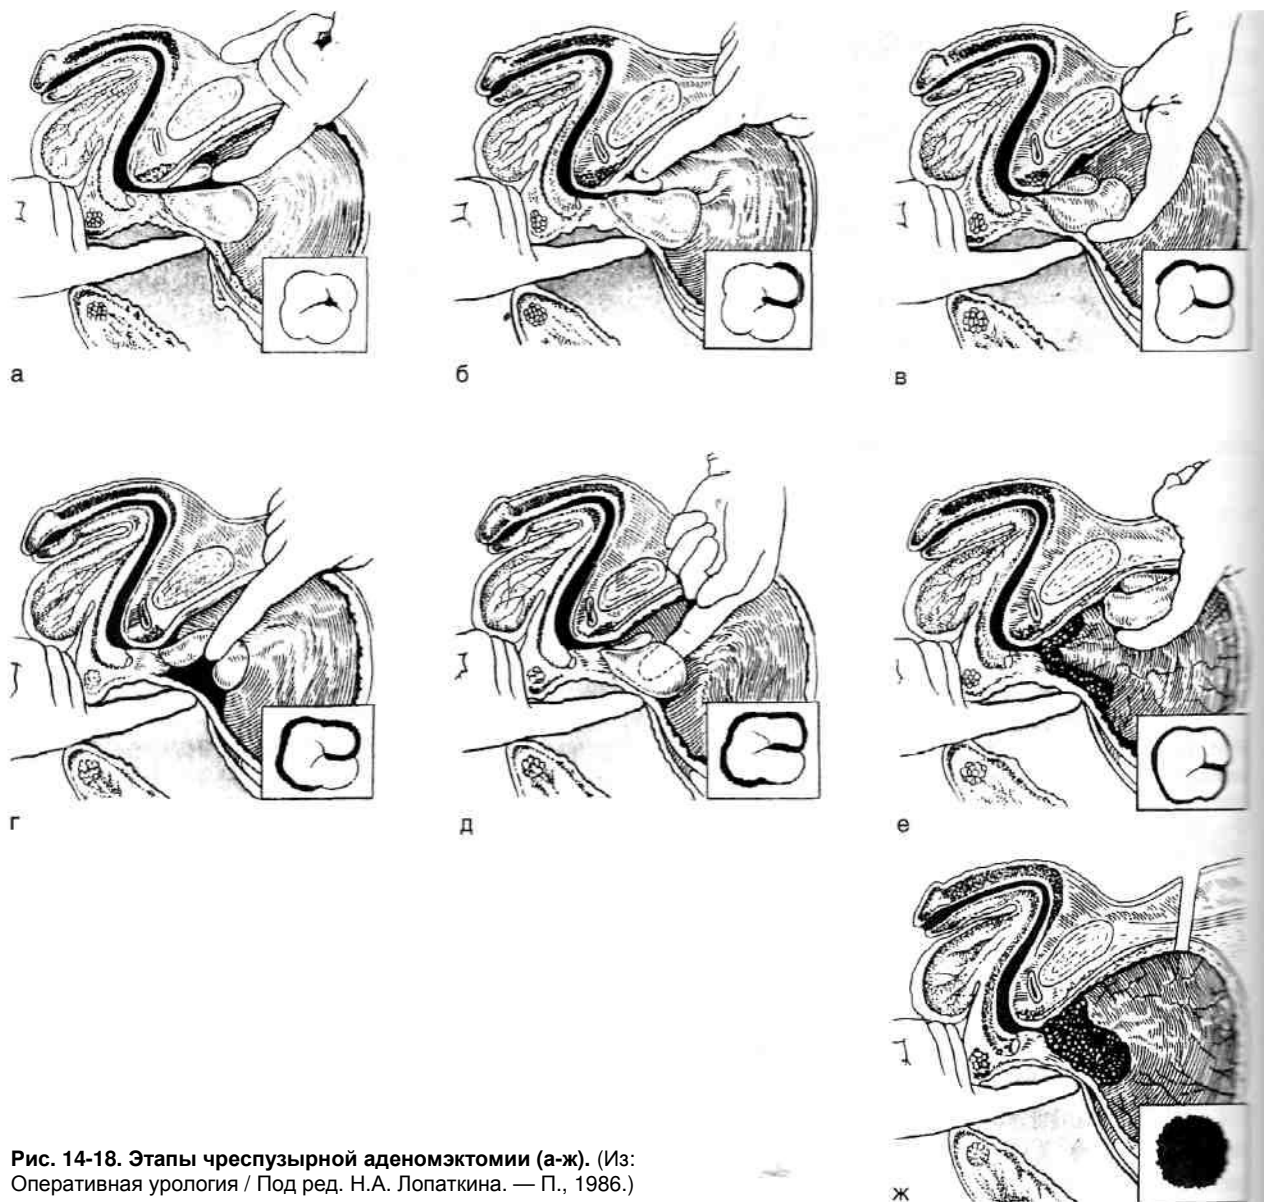 а
б
в
г
д
е
ж
Рис. 14-18. Этапы чреспузырной аденомэктомии (а-ж). (Из:
Оперативная урология / Под ред. Н.А. Лопаткина. — П., 1986.)